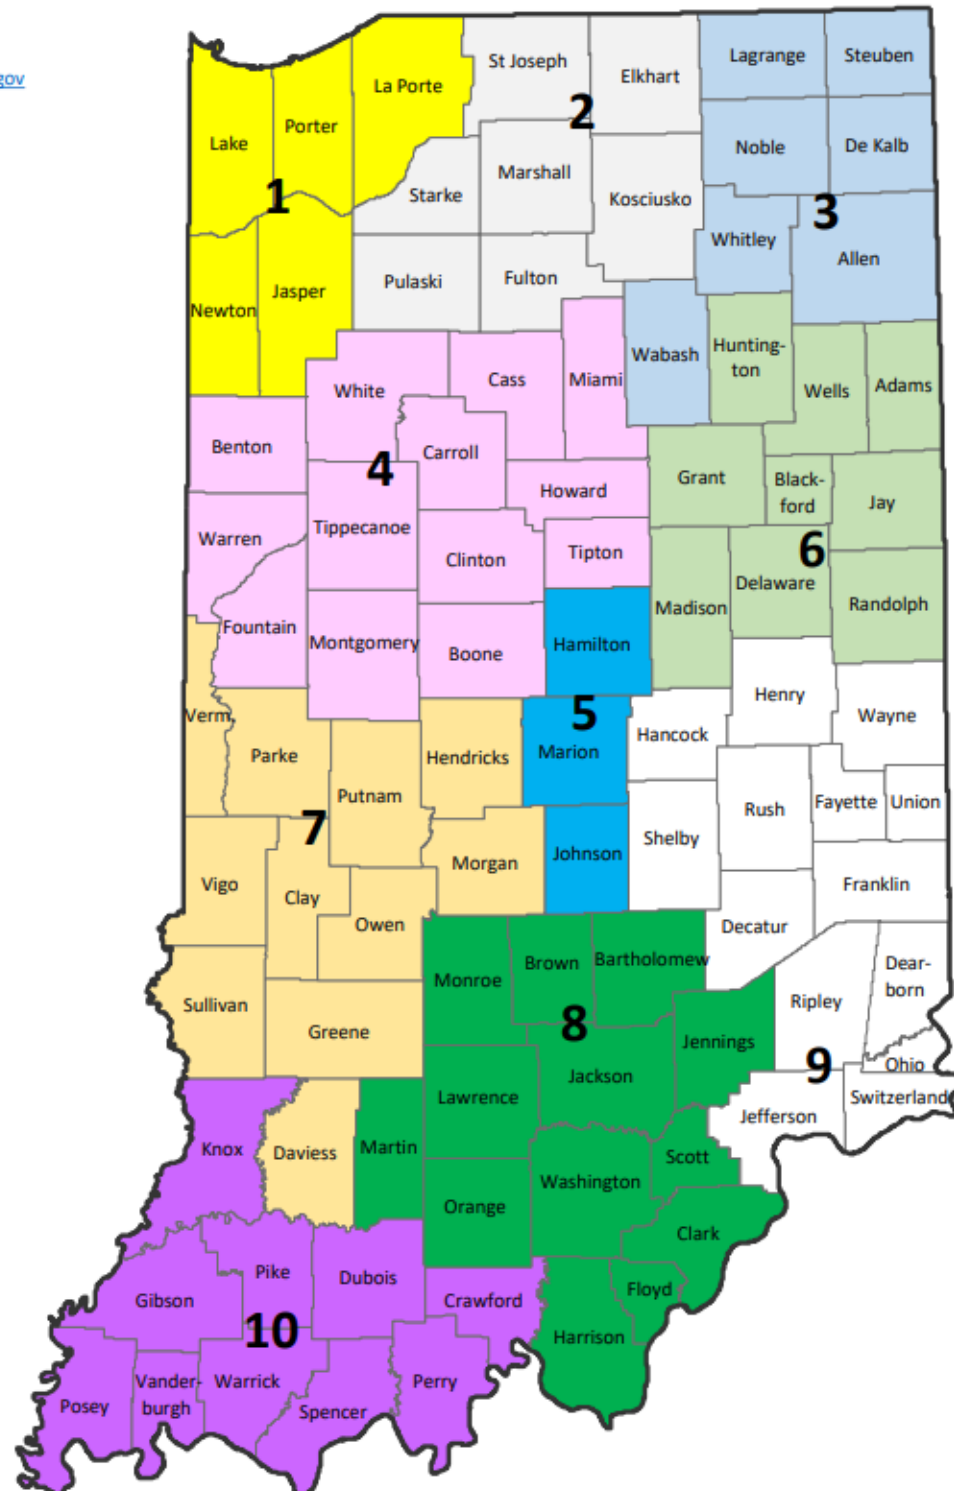 gov
St Joseph
Elkhart
Lagrange
Steuben
La Porte
2
Lake
Porter
Noble
De Kalb
Marshall
Starke
Kosciusko
1
3
Whitley
Allen
Pulaski
Fulton
Newton
Jasper
Wabash
Hunting-
ton
White
Cass
Miami
Wells
Adams
Benton
Carroll
4
Grant
Black-
ford
Jay
Howard
Warren
Tippecanoe
Clinton
Tipton
6
Delaware
Madison
Randolph
Fountain
Montgomery
Boone
Hamilton
Henry
Verm.
5
Wayne
Parke
Hendricks
Marion
Hancock
Putnam
Rush
Fayette
Union
7
Shelby
Vigo
Clay
Morgan
Johnson
Franklin
Owen
Decatur
Monroe
Brown
Bartholomew
Dear-
born
Sullivan
Greene
8
Ripley
Jennings
9
Ohio
Jackson
Lawrence
Switzerland
Jefferson
Knox
Daviess
Martin
Scott
Orange
Washington
Clark
Pike
Dubois
Gibson
Crawford
Floyd
10
Harrison
Posey
Vander-
burgh
Warrick
Perry
Spencer